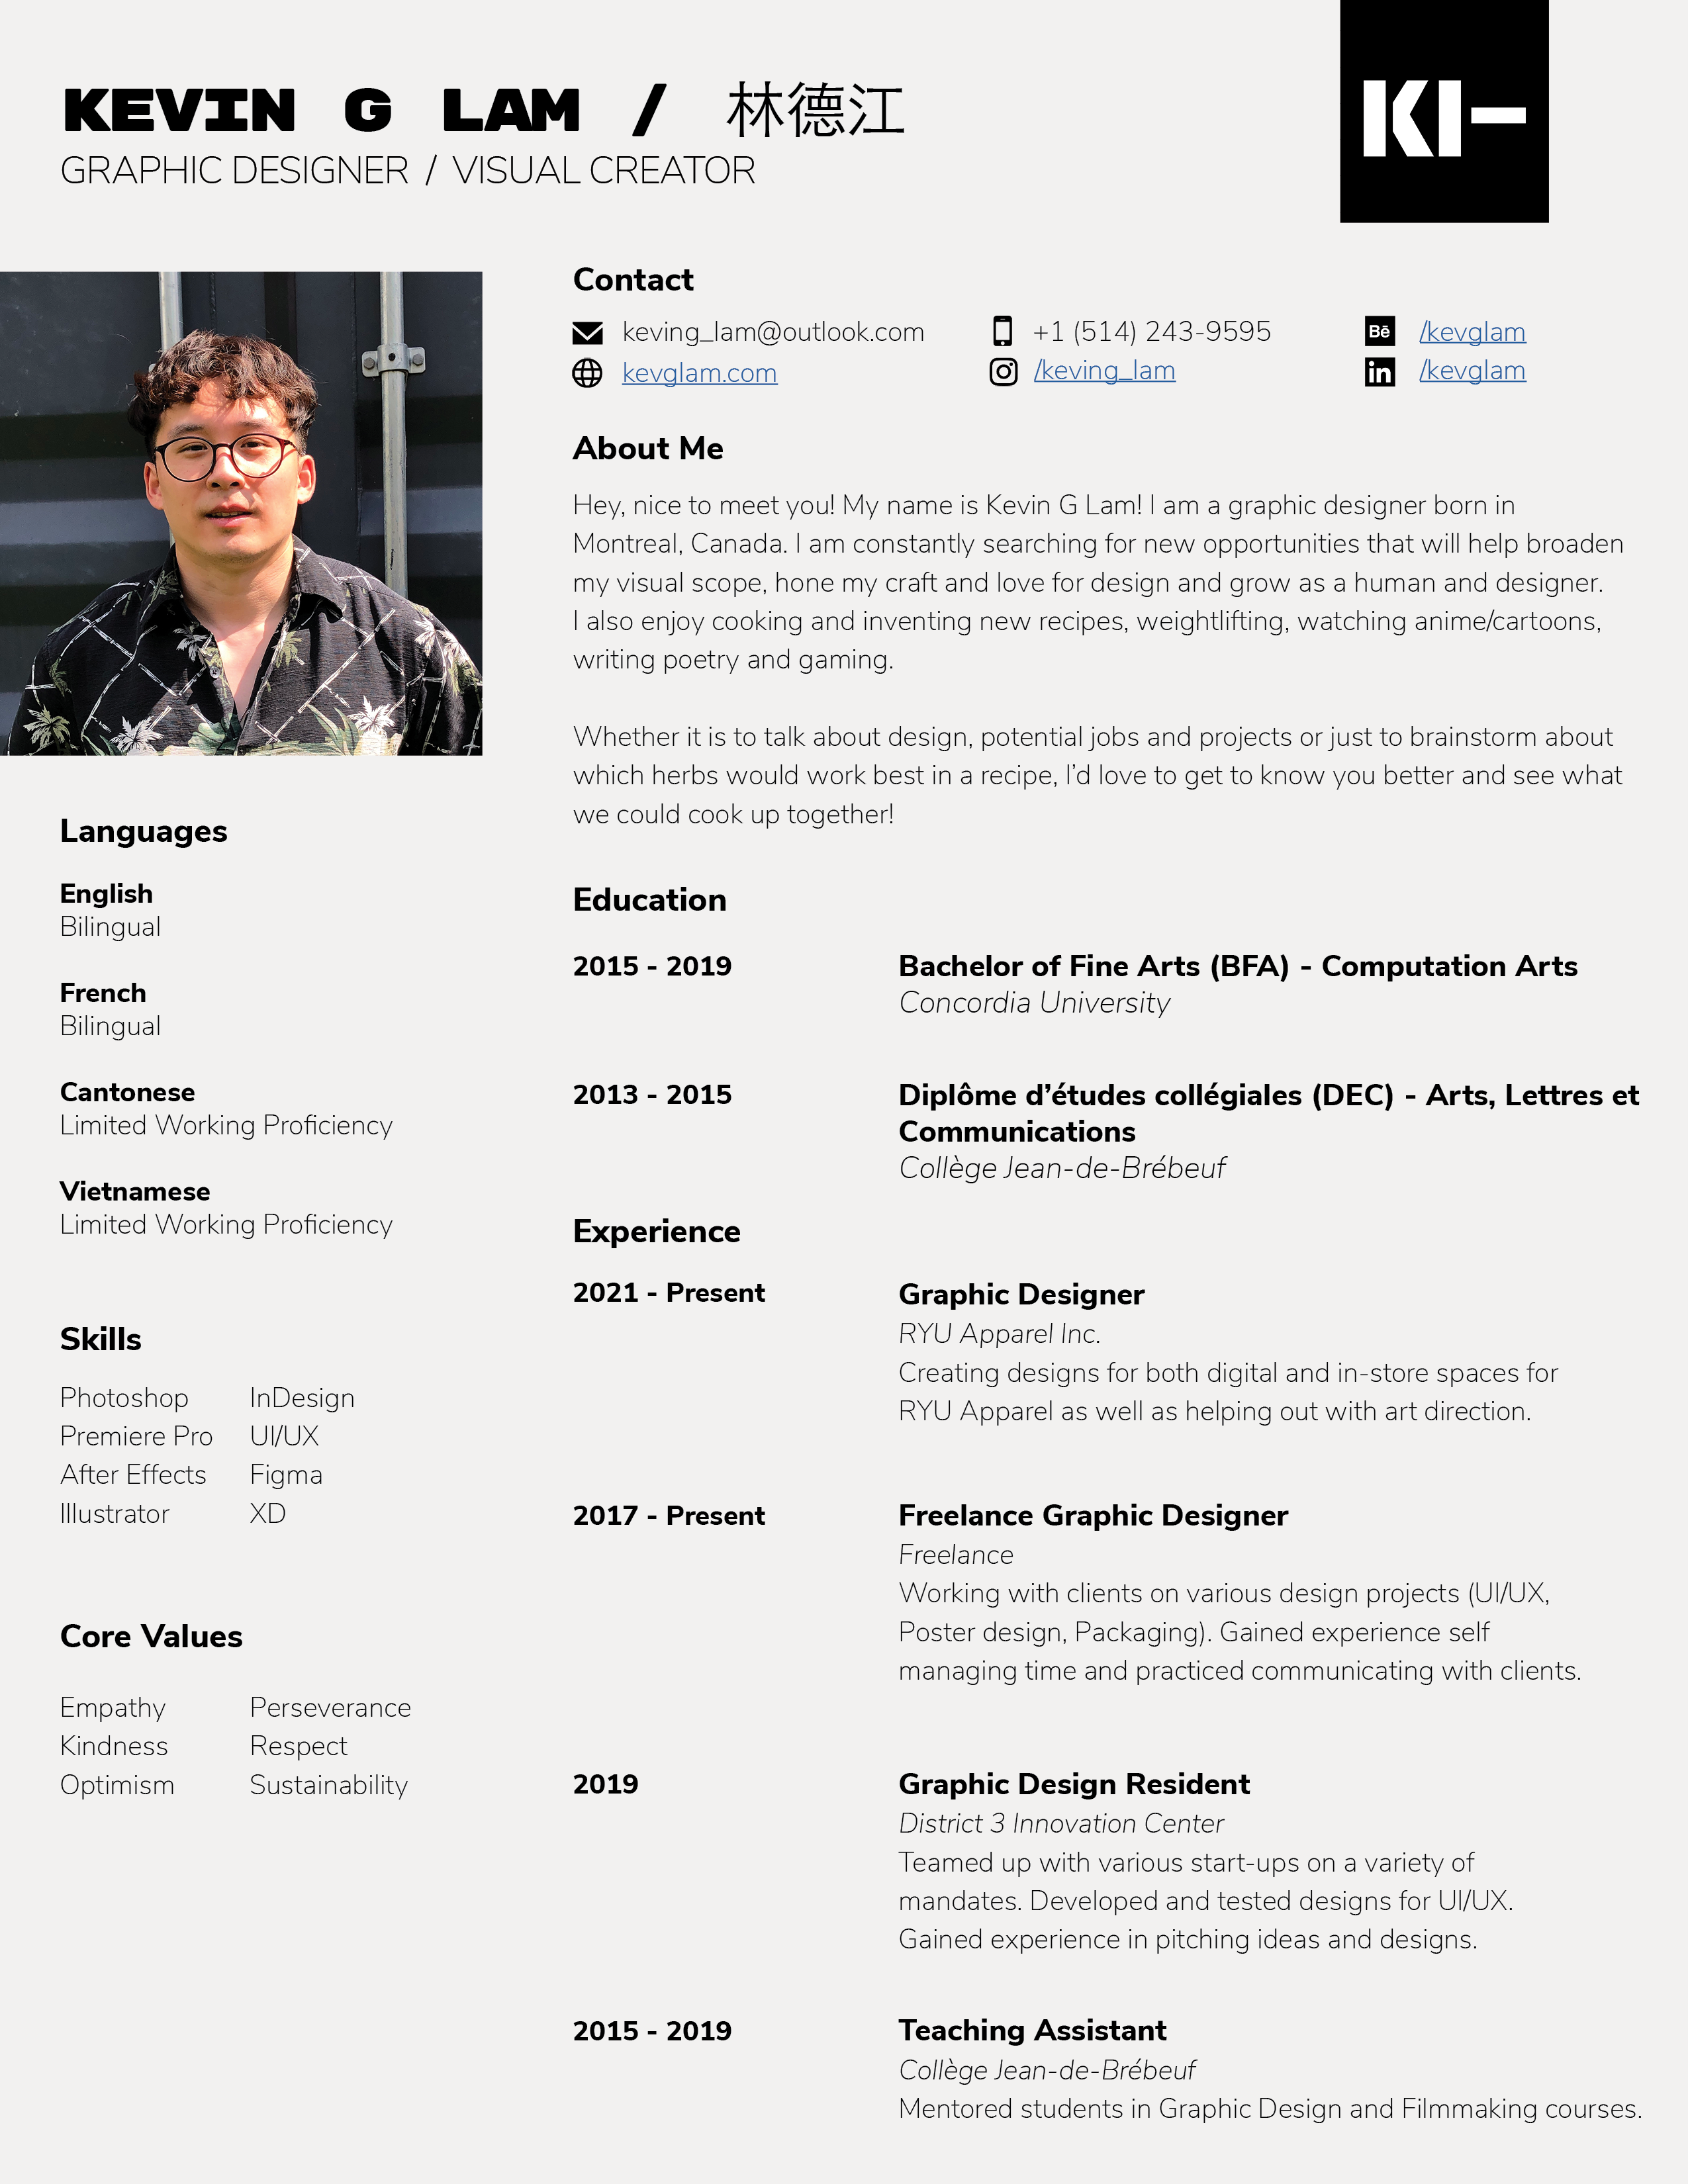 KEVIN G LAM / 林德江
GRAPHIC DESIGNER / VISUAL CREATOR
KI-
Contact
keving_lam@outlook.com
+1 (514) 243-9595
Bē
/kevglam
kevglam.com
/keving_lam
in
/kevglam
About Me
Hey, nice to meet you! My name is Kevin G Lam! I am a graphic designer born in
Montreal, Canada. I am constantly searching for new opportunities that will help broaden
my visual scope, hone my craft and love for design and grow as a human and designer.
I also enjoy cooking and inventing new recipes, weightlifting, watching anime/cartoons,
writing poetry and gaming.
Whether it is to talk about design, potential jobs and projects or just to brainstorm about
which herbs would work best in a recipe, I’d love to get to know you better and see what
we could cook up together!
Languages
English
Bilingual
French
Bilingual
Cantonese
Limited Working Proficiency
Vietnamese
Limited Working Proficiency
Skills
Photoshop InDesign
Premiere Pro UI/UX
After Effects Figma
Illustrator XD
Core Values
Empathy Perseverance
Kindness Respect
Optimism Sustainability
Education
2015 - 2019
Bachelor of Fine Arts (BFA) - Computation Arts
Concordia University
2013 - 2015
Diplôme d’études collégiales (DEC) - Arts, Lettres et
Communications
Collège Jean-de-Brébeuf
Experience
2021 - Present
Graphic Designer
RYU Apparel Inc.
Creating designs for both digital and in-store spaces for
RYU Apparel as well as helping out with art direction.
2017 - Present
Freelance Graphic Designer
Freelance
Working with clients on various design projects (UI/UX,
Poster design, Packaging). Gained experience self
managing time and practiced communicating with clients.
2019
Graphic Design Resident
District 3 Innovation Center
Teamed up with various start-ups on a variety of
mandates. Developed and tested designs for UI/UX.
Gained experience in pitching ideas and designs.
2015 - 2019
Teaching Assistant
Collège Jean-de-Brébeuf
Mentored students in Graphic Design and Filmmaking courses.